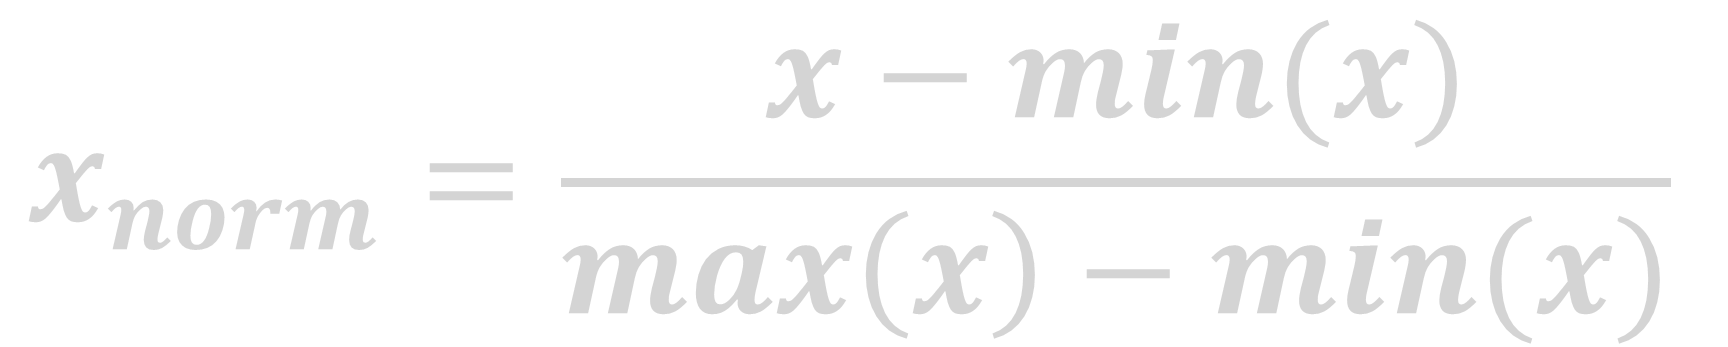 x_norm = (x − min(x)) / (max(x) − min(x))